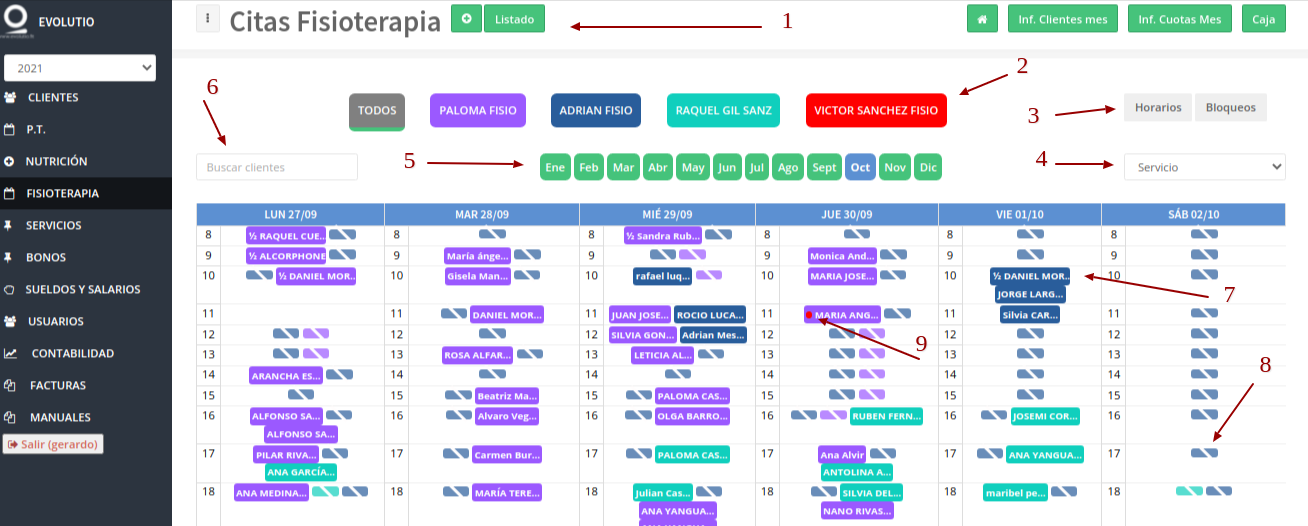 EVOLUTIO
2021
CLIENTES
P.T.
NUTRICIÓN
FISIOTERAPIA
SERVICIOS
BONOS
SUELDOS Y SALARIOS
USUARIOS
CONTABILIDAD
FACTURAS
MANUALES
Salir (gerardo)
Citas Fisioterapia Listado 1 Inf. Clientes mes Inf. Cuotas Mes Caja
2
6
TODOS PALOMA FISIO ADRIAN FISIO RAQUEL GIL SANZ VICTOR SANCHEZ FISIO 3 Horarios Bloqueos
Buscar clientes 5 Ene Feb Mar Abr May Jun Jul Ago Sept Oct Nov Dic 4 Servicio
LUN 27/09 MAR 28/09 MIÉ 29/09 JUE 30/09 VIE 01/10 SÁB 02/10
8 ½ RAQUEL CUE... 8 8 ½ Sandra Rub... 8 8 8
9 ½ ALCORPHONE 9 María ánge... 9 9 Monica And... 9 9
10 ½ DANIEL MOR... 10 Gisela Man... 10 rafael luq... 10 MARIA JOSE... 10 ½ DANIEL MOR... 10
JORGE LARG... 7
11 11 DANIEL MOR... 11 JUAN JOSE... ROCIO LUCA... 11 MARIA ANG... 11 Silvia CAR... 11
12 12 12 SILVIA GON... Adrian Mes... 12 12 12
9
13 13 ROSA ALFAR... 13 LETICIA AL... 13 13 13
8
14 ARANCHA ES... 14 14 14 14 14
15 15 Beatriz Ma... 15 PALOMA CAS... 15 15 15
16 ALFONSO SA... 16 Alvaro Veg... 16 OLGA BARRO... 16 RUBEN FERN... 16 JOSEMI COR... 16
ALFONSO SA...
17 PILAR RIVA... 17 Carmen Bur... 17 PALOMA CAS... 17 Ana Alvir 17 ANA YANGUA... 17
ANA GARCÍA... ANTOLINA A...
18 ANA MEDINA... 18 MARÍA TERE... 18 Julian Cas... 18 SILVIA DEL... 18 maribel pe... 18
ANA YANGUA... NANO RIVAS...